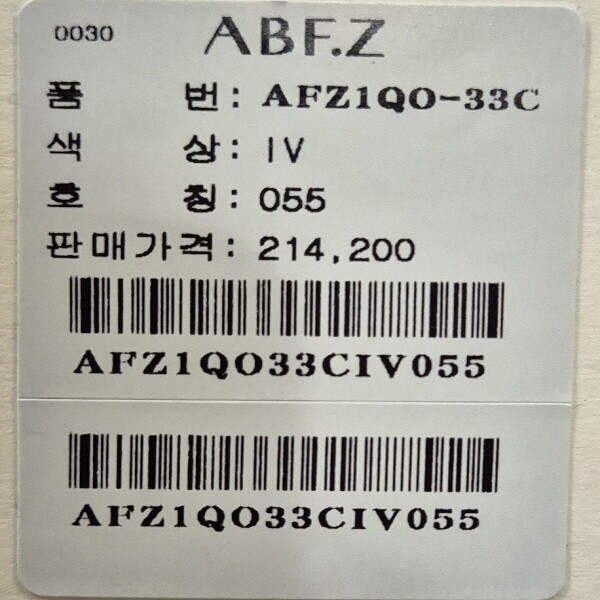 0030 ABF.Z
품 번: AFZ1QO-33C
색 상: IV
호 칭: 055
판매가격: 214,200
AFZ1QO33CIV055
AFZ1QO33CIV055